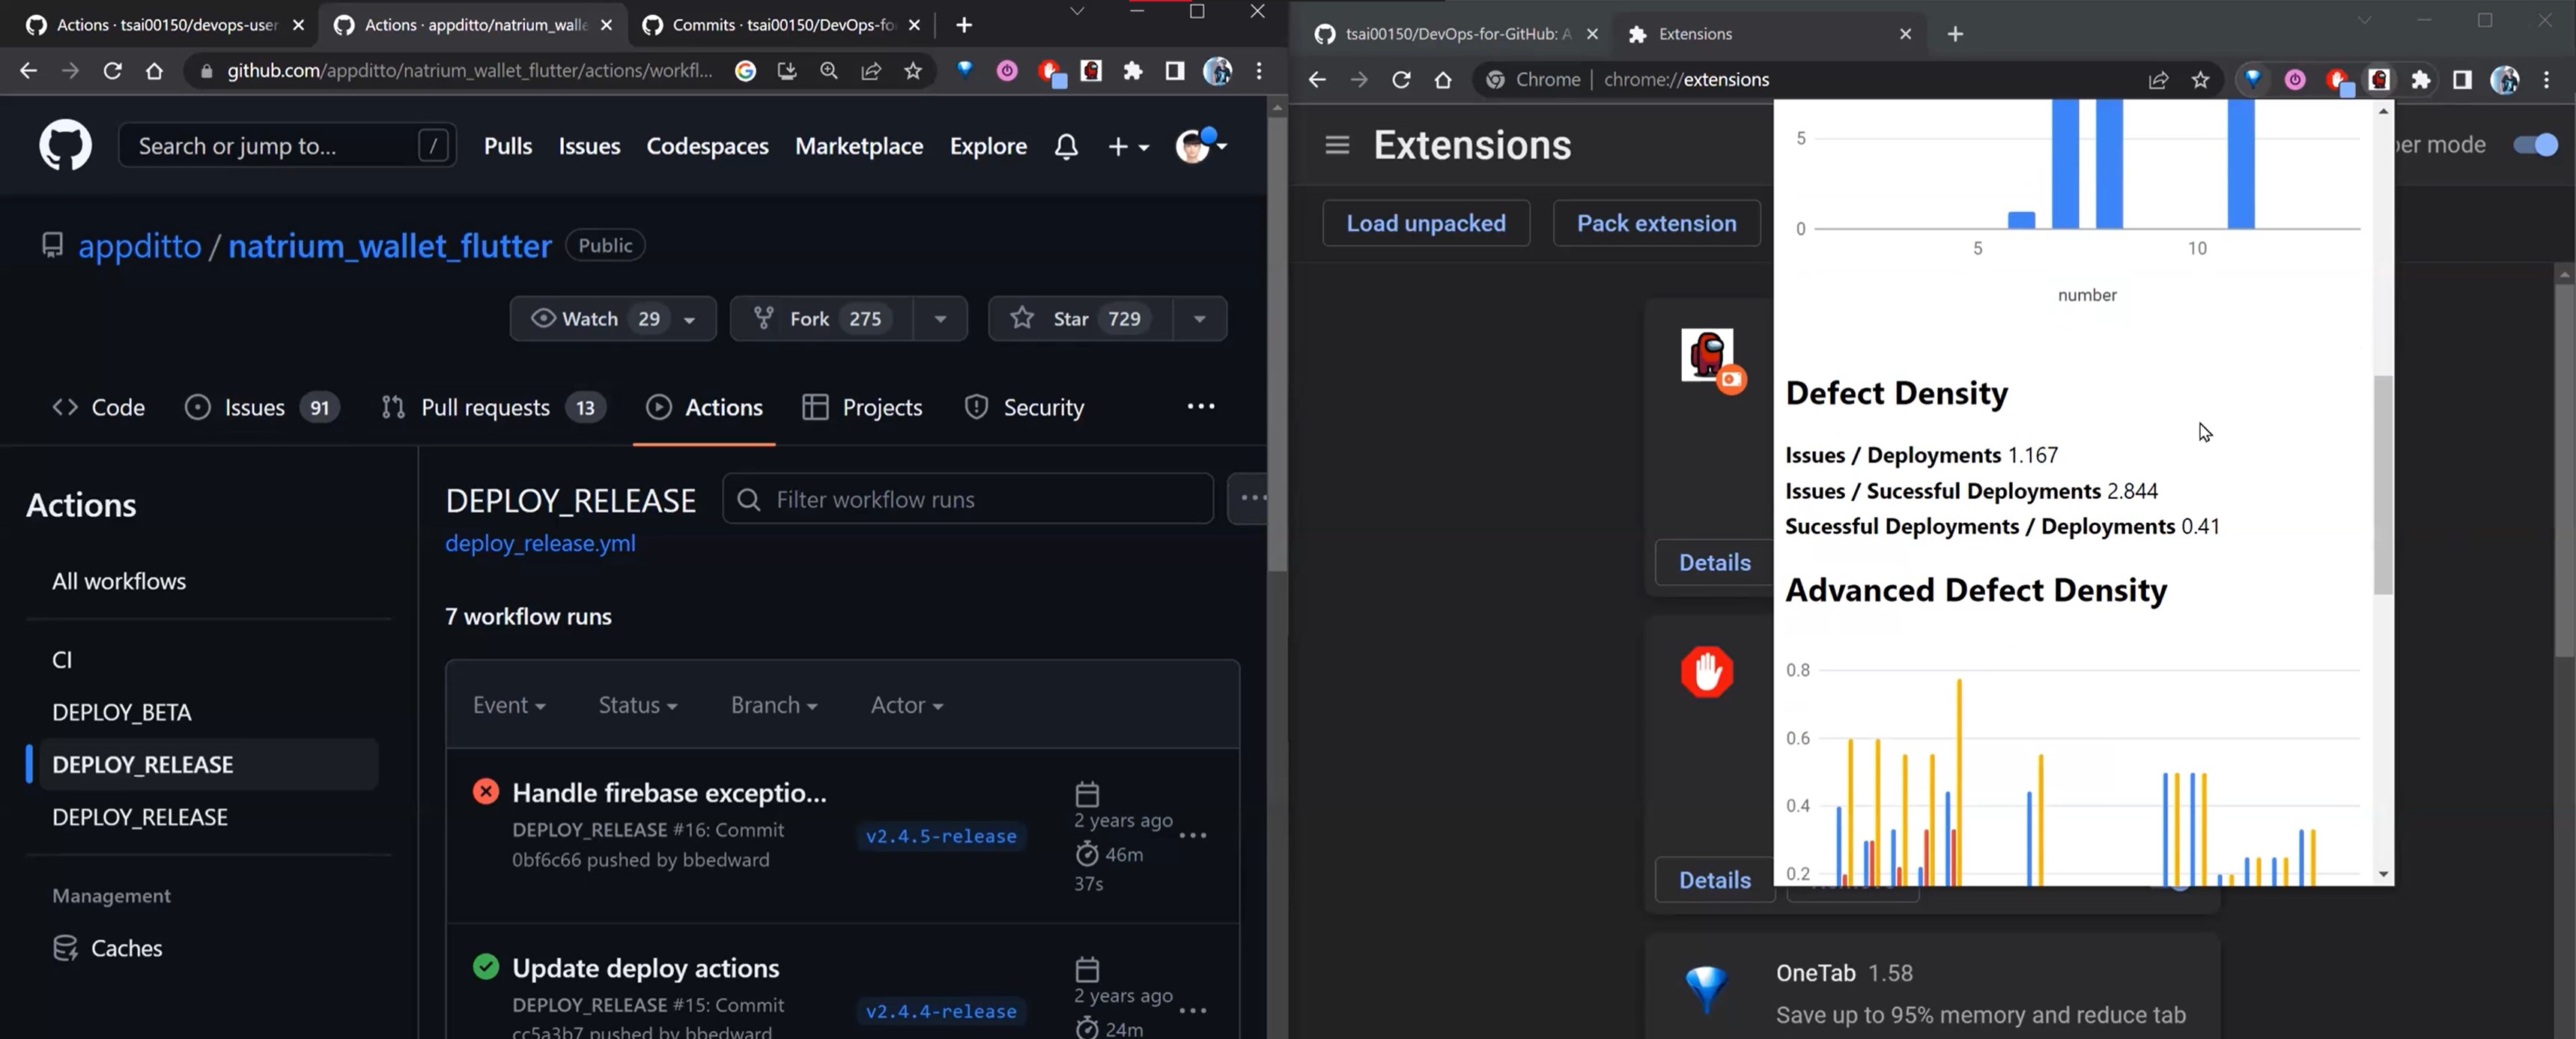 Actions · tsai00150/devops-user
Actions · appditto/natrium_walle
Commits · tsai00150/DevOps-fo
github.com/appditto/natrium_wallet_flutter/actions/workfl...
Search or jump to...
/
Pulls
Issues
Codespaces
Marketplace
Explore
appditto / natrium_wallet_flutter
Public
Watch 29
Fork 275
Star 729
Code
Issues 91
Pull requests 13
Actions
Projects
Security
Actions
All workflows
CI
DEPLOY_BETA
DEPLOY_RELEASE
DEPLOY_RELEASE
Management
Caches
DEPLOY_RELEASE
Filter workflow runs
deploy_release.yml
7 workflow runs
Event
Status
Branch
Actor
Handle firebase exceptio...
DEPLOY_RELEASE #16: Commit
0bf6c66 pushed by bbedward
v2.4.5-release
2 years ago
46m
37s
Update deploy actions
DEPLOY_RELEASE #15: Commit
cc5a3b7 pushed by bbedward
v2.4.4-release
2 years ago
24m
tsai00150/DevOps-for-GitHub: A
Extensions
Chrome | chrome://extensions
Extensions
per mode
Load unpacked
Pack extension
Details
Details
5
0
5
10
number
Defect Density
Issues / Deployments 1.167
Issues / Sucessful Deployments 2.844
Sucessful Deployments / Deployments 0.41
Advanced Defect Density
0.8
0.6
0.4
0.2
OneTab 1.58
Save up to 95% memory and reduce tab